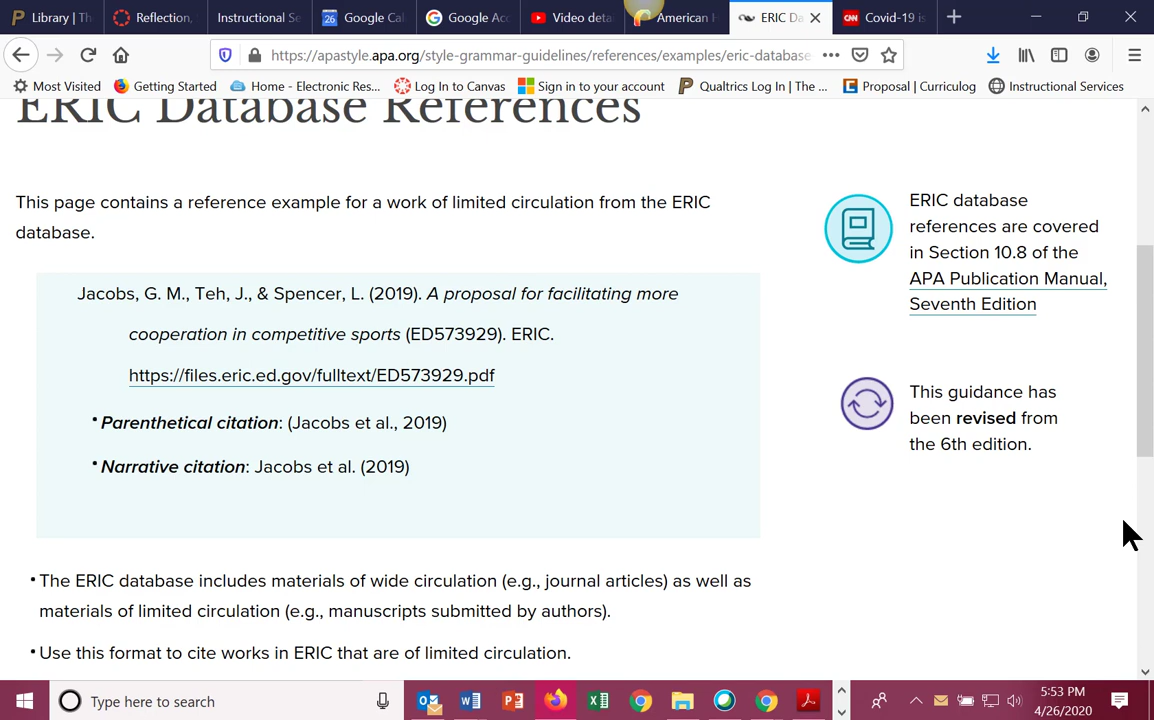 Library | Th
Reflection,
Instructional Se
Google Cal
Google Acc
Video deta
American H
ERIC Da
Covid-19 is
https://apastyle.apa.org/style-grammar-guidelines/references/examples/eric-database
Most Visited
Getting Started
Home - Electronic Res...
Log In to Canvas
Sign in to your account
Qualtrics Log In | The ...
Proposal | Curriculog
Instructional Services
ERIC Database References
This page contains a reference example for a work of limited circulation from the ERIC
database.
Jacobs, G. M., Teh, J., & Spencer, L. (2019). A proposal for facilitating more
cooperation in competitive sports (ED573929). ERIC.
https://files.eric.ed.gov/fulltext/ED573929.pdf
• Parenthetical citation: (Jacobs et al., 2019)
• Narrative citation: Jacobs et al. (2019)
• The ERIC database includes materials of wide circulation (e.g., journal articles) as well as
materials of limited circulation (e.g., manuscripts submitted by authors).
• Use this format to cite works in ERIC that are of limited circulation.
ERIC database
references are covered
in Section 10.8 of the
APA Publication Manual,
Seventh Edition
This guidance has
been revised from
the 6th edition.
Type here to search
5:53 PM
4/26/2020